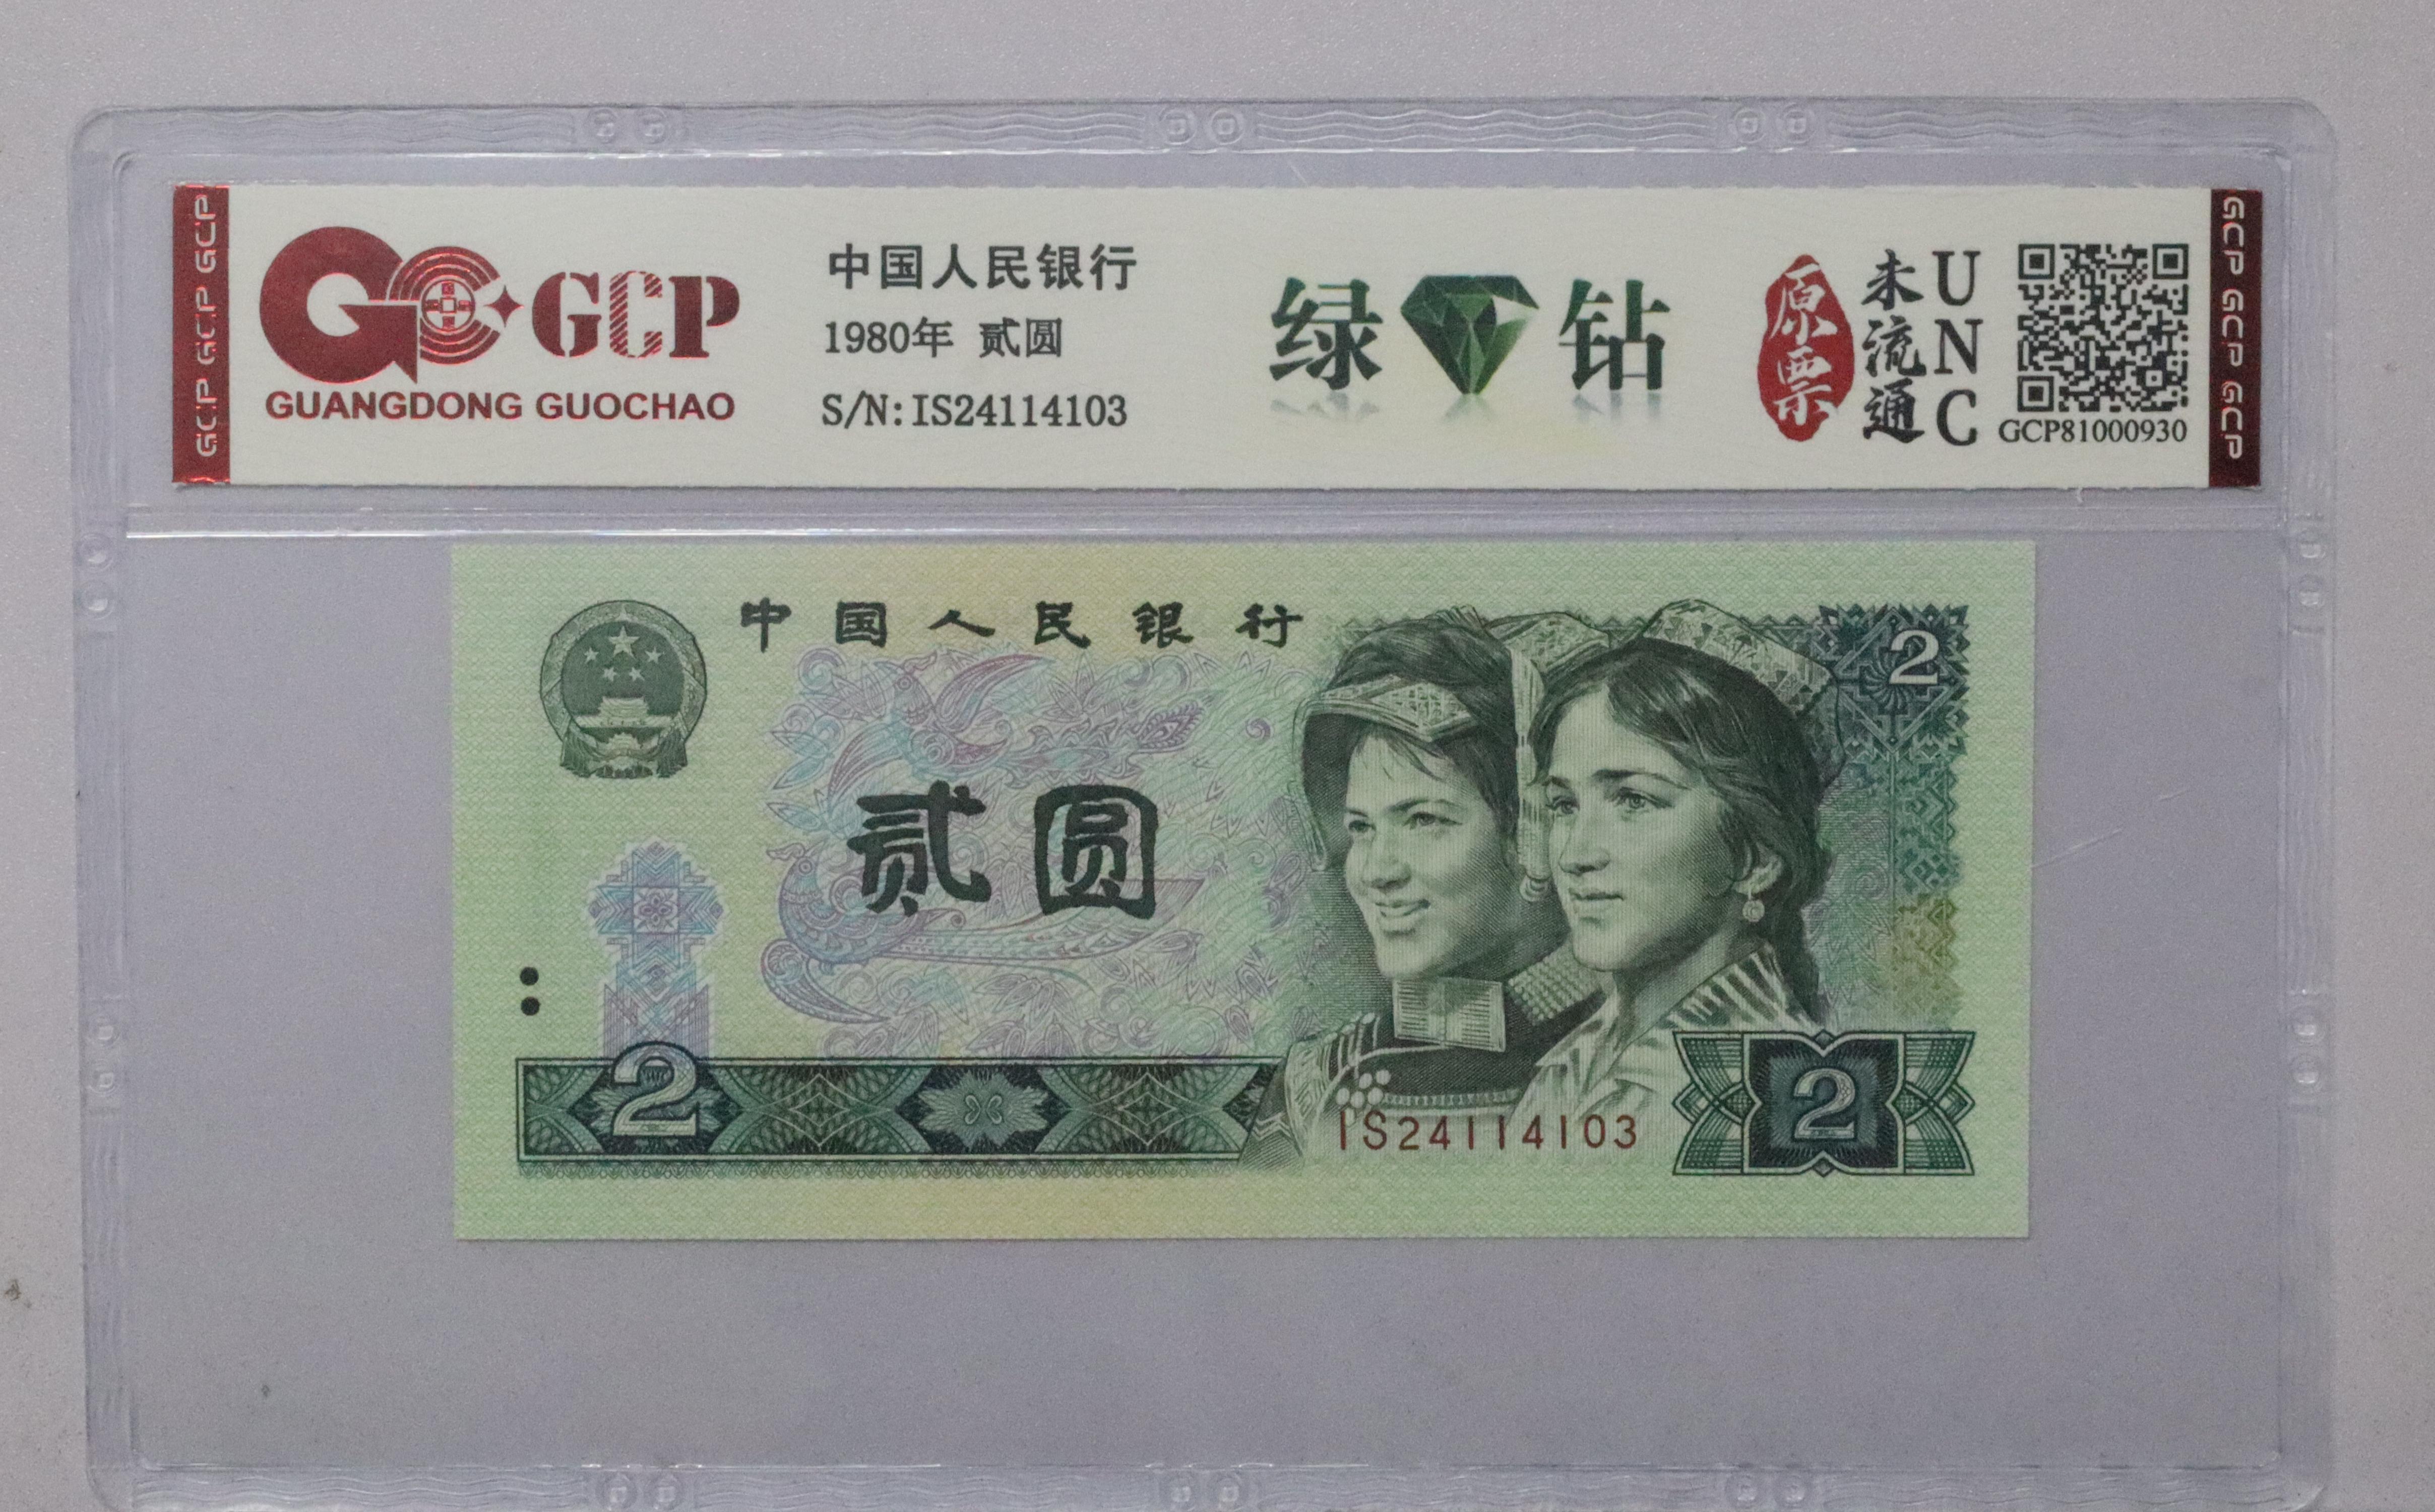 GCP GCP GCP
GCP
GUANGDONG GUOCHAO
中国人民银行
1980年 贰圆
S/N:IS24114103
绿钻
原票
未流通
UNC
GCP81000930
GCP GCP GCP
中国人民银行
2
贰圆
2
IS24114103
2